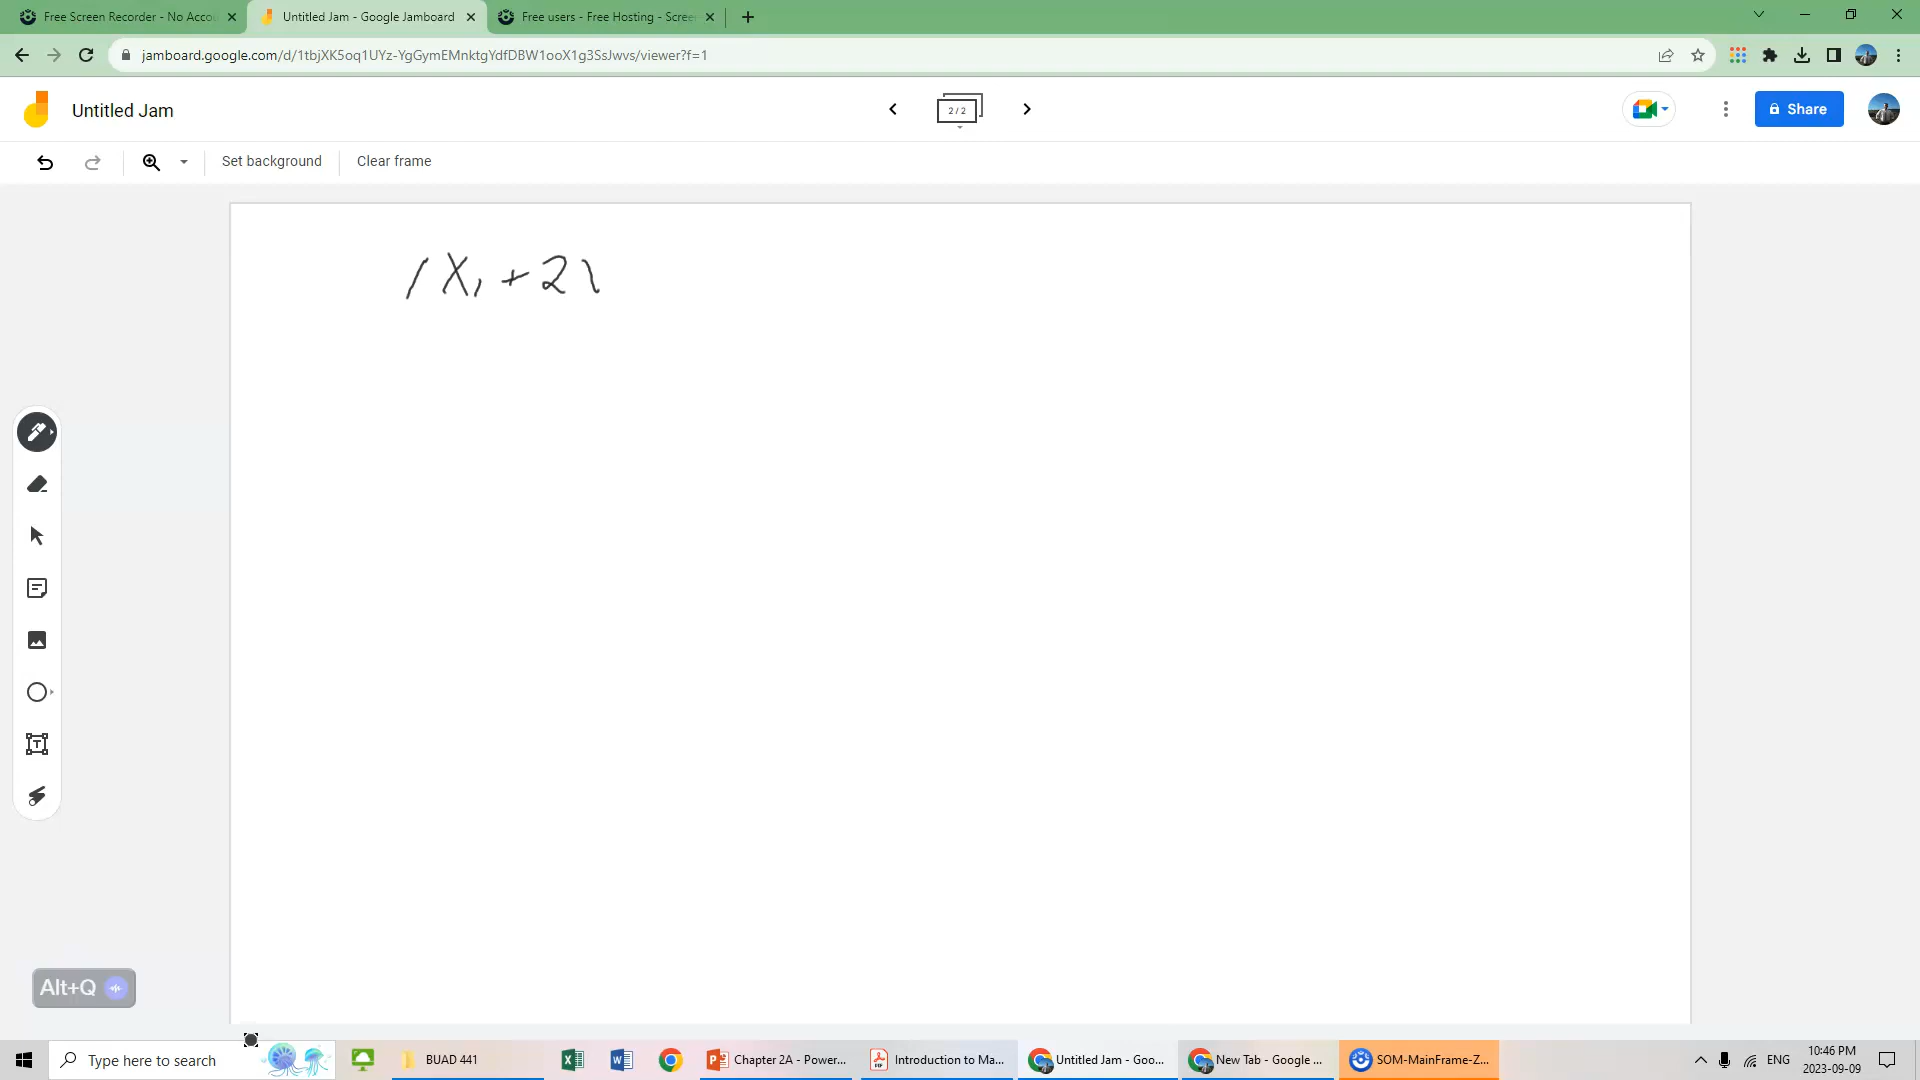 Free Screen Recorder - No Accou
Untitled Jam - Google Jamboard
Free users - Free Hosting - Scree
jamboard.google.com/d/1tbjXK5oq1UYz-YgGymEMnktgYdfDBW1ooX1g3SsJwvs/viewer?f=1
Untitled Jam
2 / 2
Share
Set background
Clear frame
/ X, + 2 \
Alt+Q
Type here to search
BUAD 441
Chapter 2A - Power...
Introduction to Ma...
Untitled Jam - Goo...
New Tab - Google ...
SOM-MainFrame-Z...
ENG
10:46 PM
2023-09-09